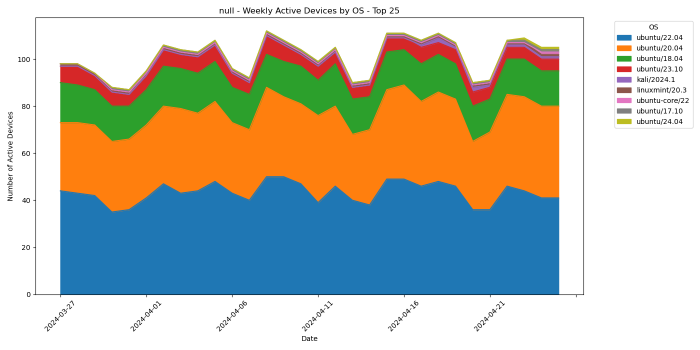 null - Weekly Active Devices by OS - Top 25
Number of Active Devices
100
80
60
40
20
0
2024-03-27
2024-04-01
2024-04-06
2024-04-11
2024-04-16
2024-04-21
Date
OS
ubuntu/22.04
ubuntu/20.04
ubuntu/18.04
ubuntu/23.10
kali/2024.1
linuxmint/20.3
ubuntu-core/22
ubuntu/17.10
ubuntu/24.04